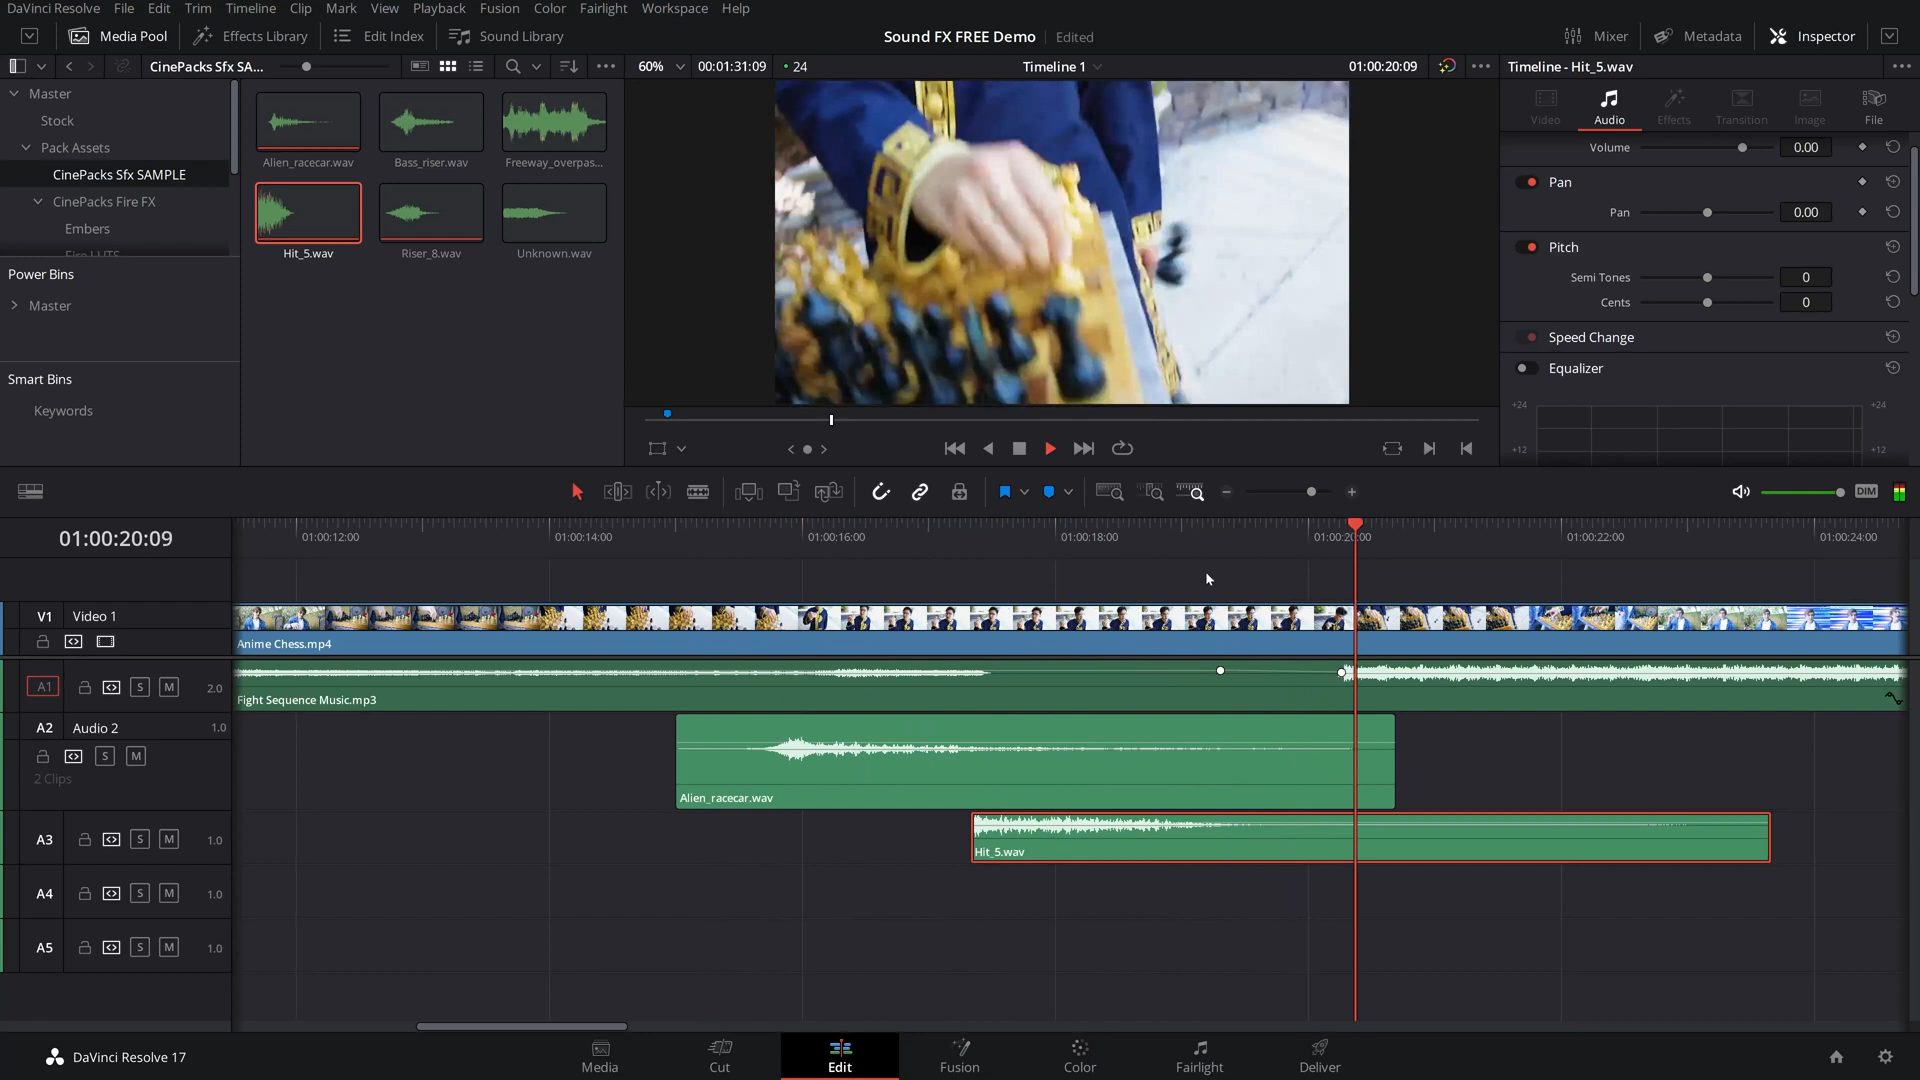 DaVinci Resolve File Edit Trim Timeline Clip Mark View Playback Fusion Color Fairlight Workspace Help
Media Pool Effects Library Edit Index Sound Library Sound FX FREE Demo Edited Mixer Metadata Inspector
CinePacks Sfx SA... 60% 00:01:31:09 24 Timeline 1 01:00:20:09 Timeline - Hit_5.wav
Master
Stock
Pack Assets
CinePacks Sfx SAMPLE
CinePacks Fire FX
Embers
Fire LUTS
Power Bins
Master
Smart Bins
Keywords
Alien_racecar.wav Bass_riser.wav Freeway_overpas...
Hit_5.wav Riser_8.wav Unknown.wav
Video Audio Effects Transition Image File
Volume 0.00
Pan
Pan 0.00
Pitch
Semi Tones 0
Cents 0
Speed Change
Equalizer
+24 +24
+12 +12
DIM
01:00:20:09
01:00:12:00 01:00:14:00 01:00:16:00 01:00:18:00 01:00:20:00 01:00:22:00 01:00:24:00
V1 Video 1
Anime Chess.mp4
A1 S M 2.0
Fight Sequence Music.mp3
A2 Audio 2 1.0
S M
2 Clips
Alien_racecar.wav
A3 S M 1.0
Hit_5.wav
A4 S M 1.0
A5 S M 1.0
DaVinci Resolve 17
Media Cut Edit Fusion Color Fairlight Deliver